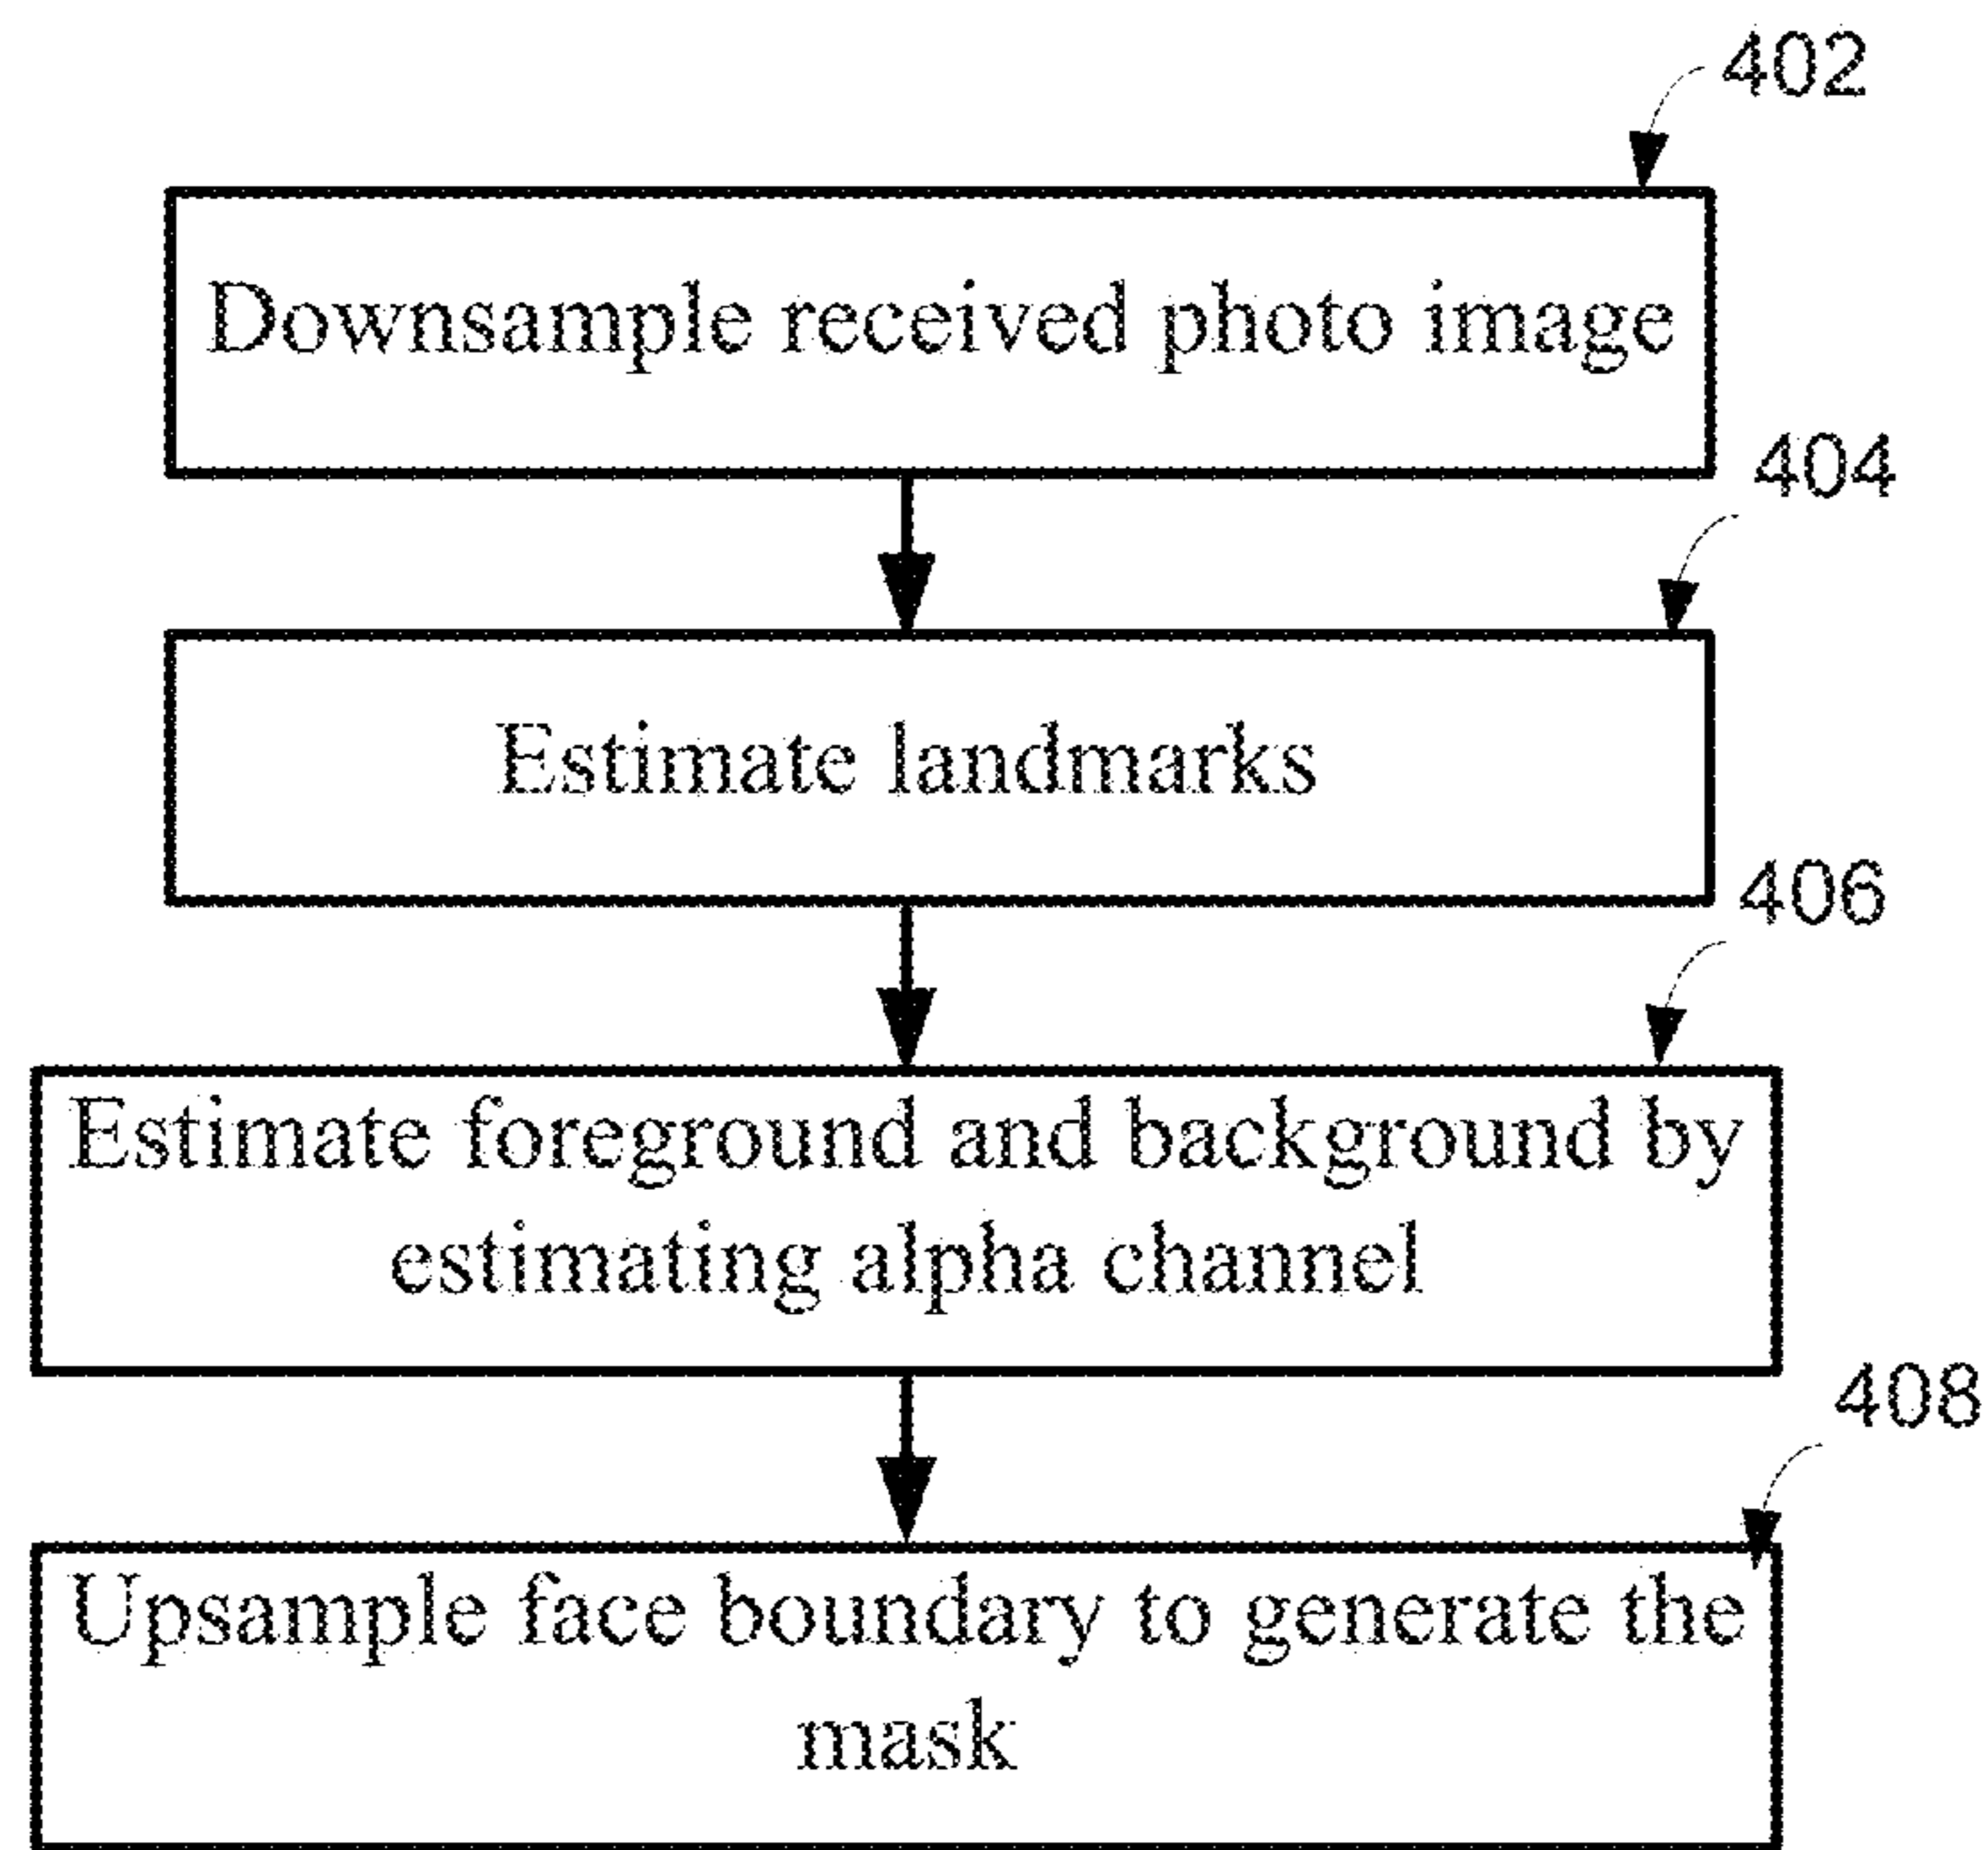 402
Downsample received photo image
404
Estimate landmarks
406
Estimate foreground and background by
estimating alpha channel
408
Upsample face boundary to generate the
mask